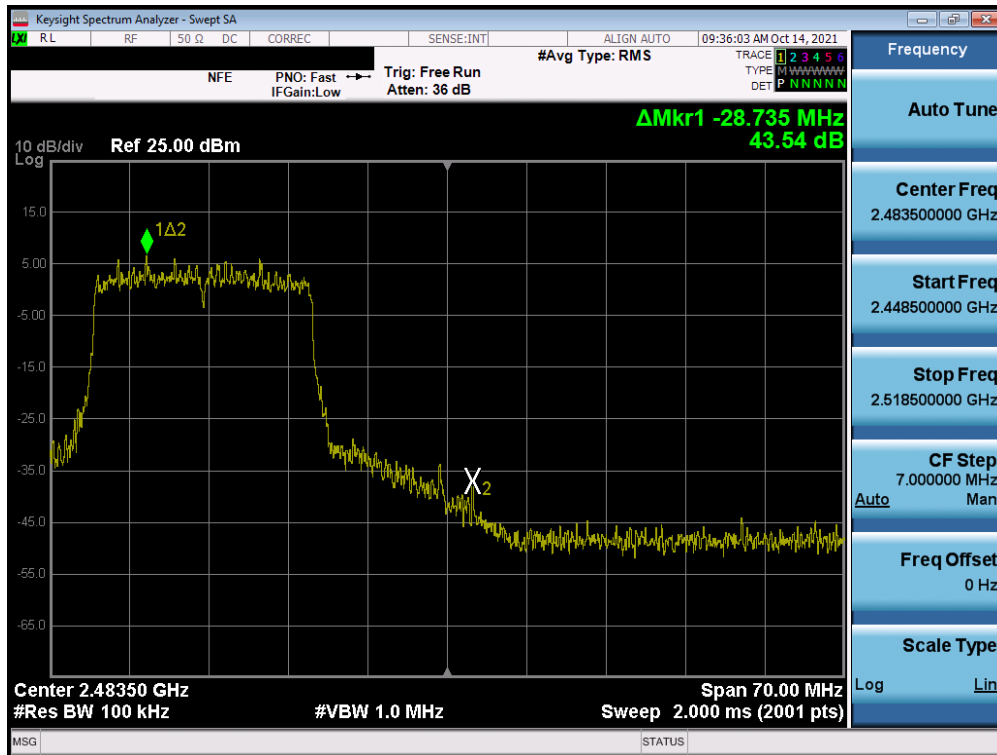 LXI Keysight Spectrum Analyzer - Swept SA
RL RF 50 Ω DC CORREC SENSE:INT ALIGN AUTO 09:36:03 AM Oct 14, 2021
NFE PNO: Fast Trig: Free Run #Avg Type: RMS TRACE 1 2 3 4 5 6
IFGain:Low Atten: 36 dB TYPE M WWWWW
DET P N N N N N
ΔMkr1 -28.735 MHz
43.54 dB
10 dB/div Ref 25.00 dBm
Log
15.0
1Δ2
5.00
-5.00
-15.0
-25.0
-35.0
X2
-45.0
-55.0
-65.0
Center 2.48350 GHz Span 70.00 MHz
#Res BW 100 kHz #VBW 1.0 MHz Sweep 2.000 ms (2001 pts)
MSG STATUS
Frequency
Auto Tune
Center Freq
2.483500000 GHz
Start Freq
2.448500000 GHz
Stop Freq
2.518500000 GHz
CF Step
7.000000 MHz
Auto Man
Freq Offset
0 Hz
Scale Type
Log Lin